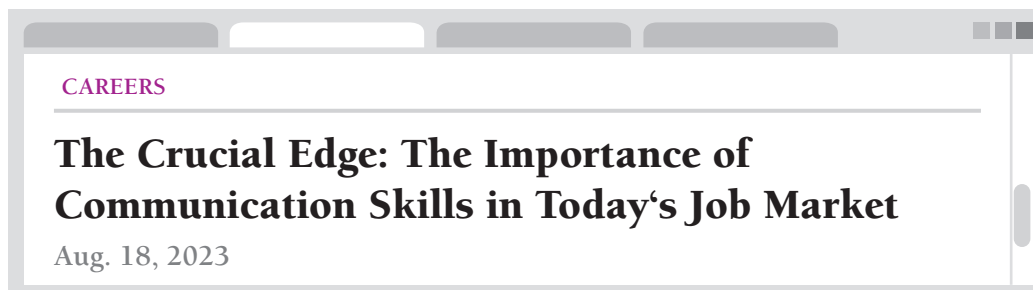 CAREERS
The Crucial Edge: The Importance of
Communication Skills in Today‘s Job Market
Aug. 18, 2023